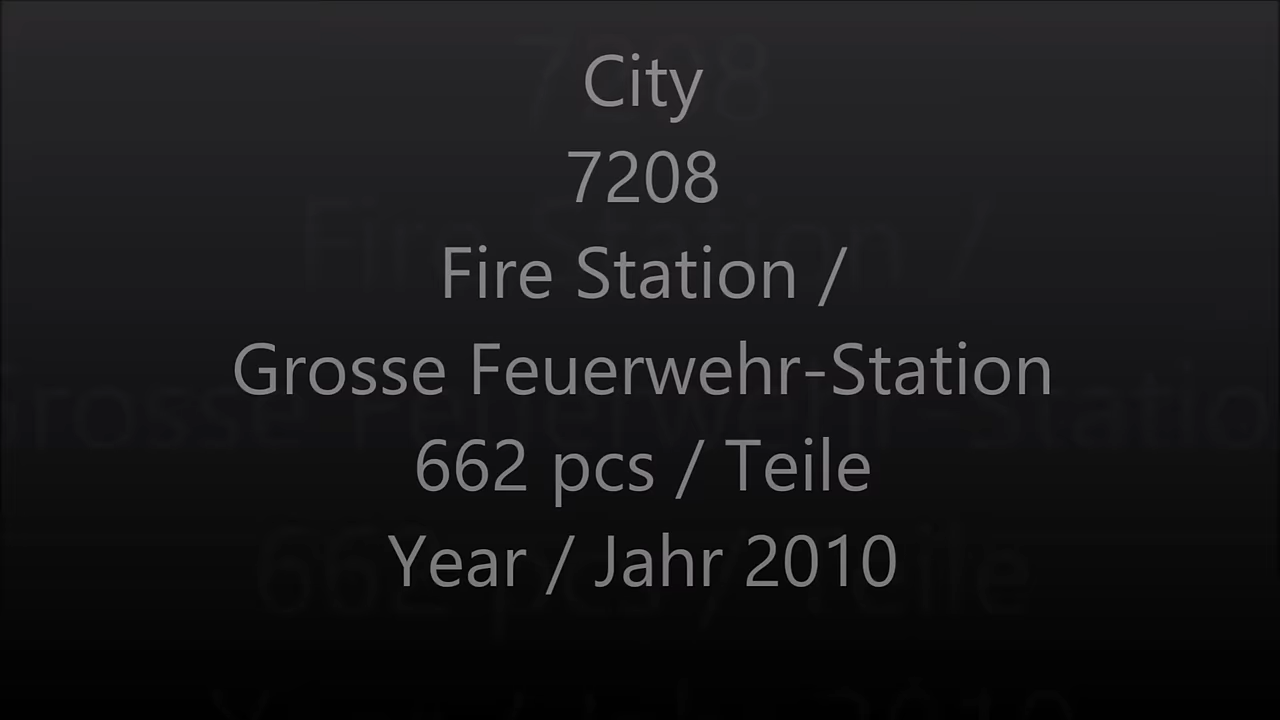 City
7208
Fire Station /
Grosse Feuerwehr-Station
662 pcs / Teile
Year / Jahr 2010